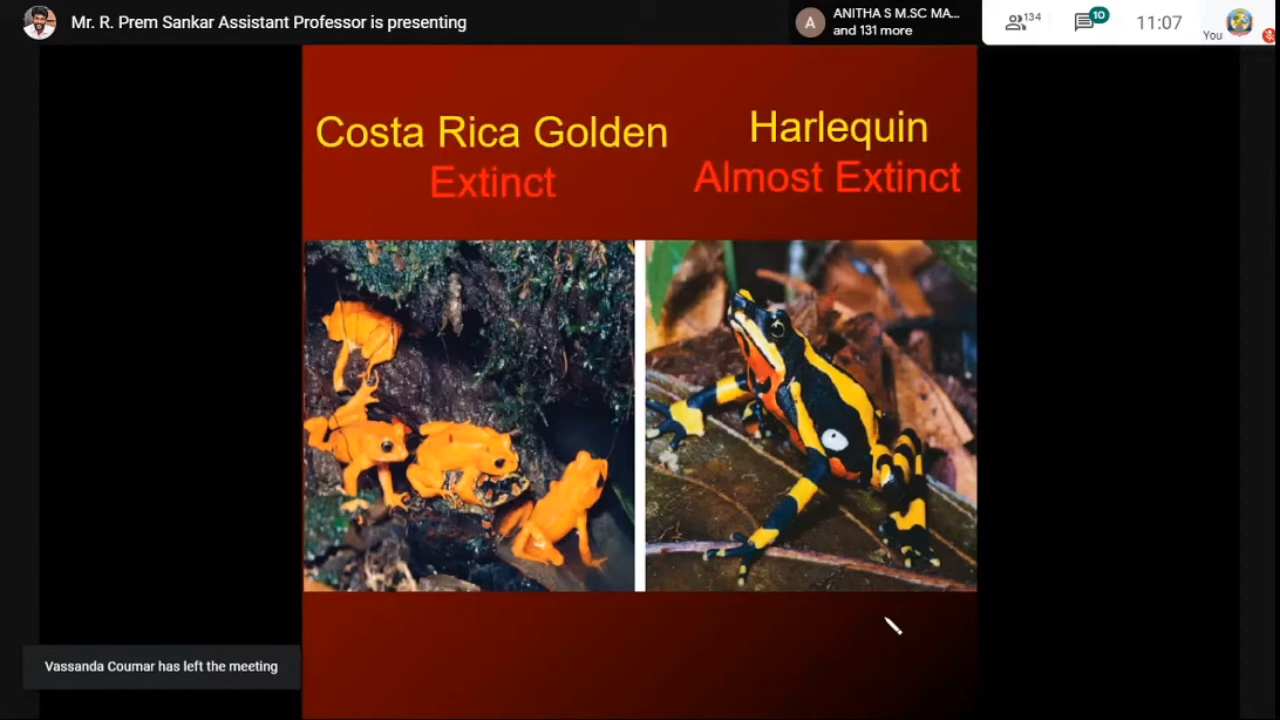 Mr. R. Prem Sankar Assistant Professor is presenting
A
ANITHA S M.SC MA...
and 131 more
134
10
11:07
You
Costa Rica Golden
Extinct
Harlequin
Almost Extinct
Vassanda Coumar has left the meeting